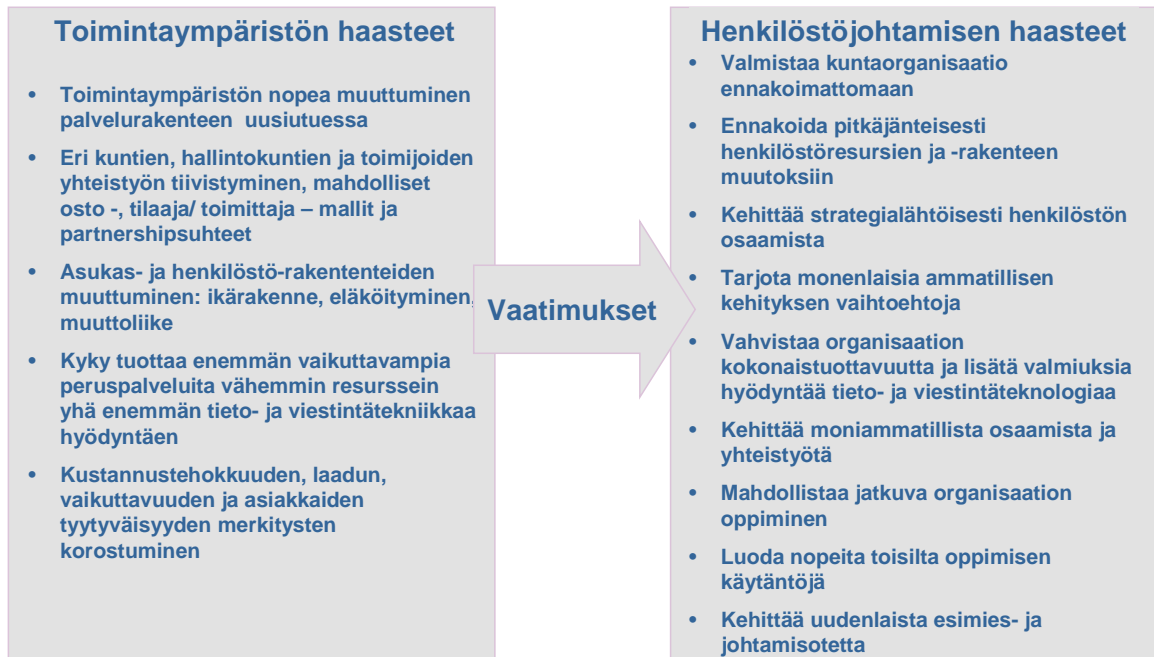 Toimintaympäristön haasteet
• Toimintaympäristön nopea muuttuminen
palvelurakenteen uusiutuessa
• Eri kuntien, hallintokuntien ja toimijoiden
yhteistyön tiivistyminen, mahdolliset
osto -, tilaaja/ toimittaja – mallit ja
partnershipsuhteet
• Asukas- ja henkilöstö-rakententeiden
muuttuminen: ikärakenne, eläköityminen,
muuttoliike
• Kyky tuottaa enemmän vaikuttavampia
peruspalveluita vähemmin resurssein
yhä enemmän tieto- ja viestintätekniikkaa
hyödyntäen
• Kustannustehokkuuden, laadun,
vaikuttavuuden ja asiakkaiden
tyytyväisyyden merkitysten
korostuminen
Vaatimukset
Henkilöstöjohtamisen haasteet
• Valmistaa kuntaorganisaatio
ennakoimattomaan
• Ennakoida pitkäjänteisesti
henkilöstöresursien ja -rakenteen
muutoksiin
• Kehittää strategialähtöisesti henkilöstön
osaamista
• Tarjota monenlaisia ammatillisen
kehityksen vaihtoehtoja
• Vahvistaa organisaation
kokonaistuottavuutta ja lisätä valmiuksia
hyödyntää tieto- ja viestintäteknologiaa
• Kehittää moniammatillista osaamista ja
yhteistyötä
• Mahdollistaa jatkuva organisaation
oppiminen
• Luoda nopeita toisilta oppimisen
käytäntöjä
• Kehittää uudenlaista esimies- ja
johtamisotetta